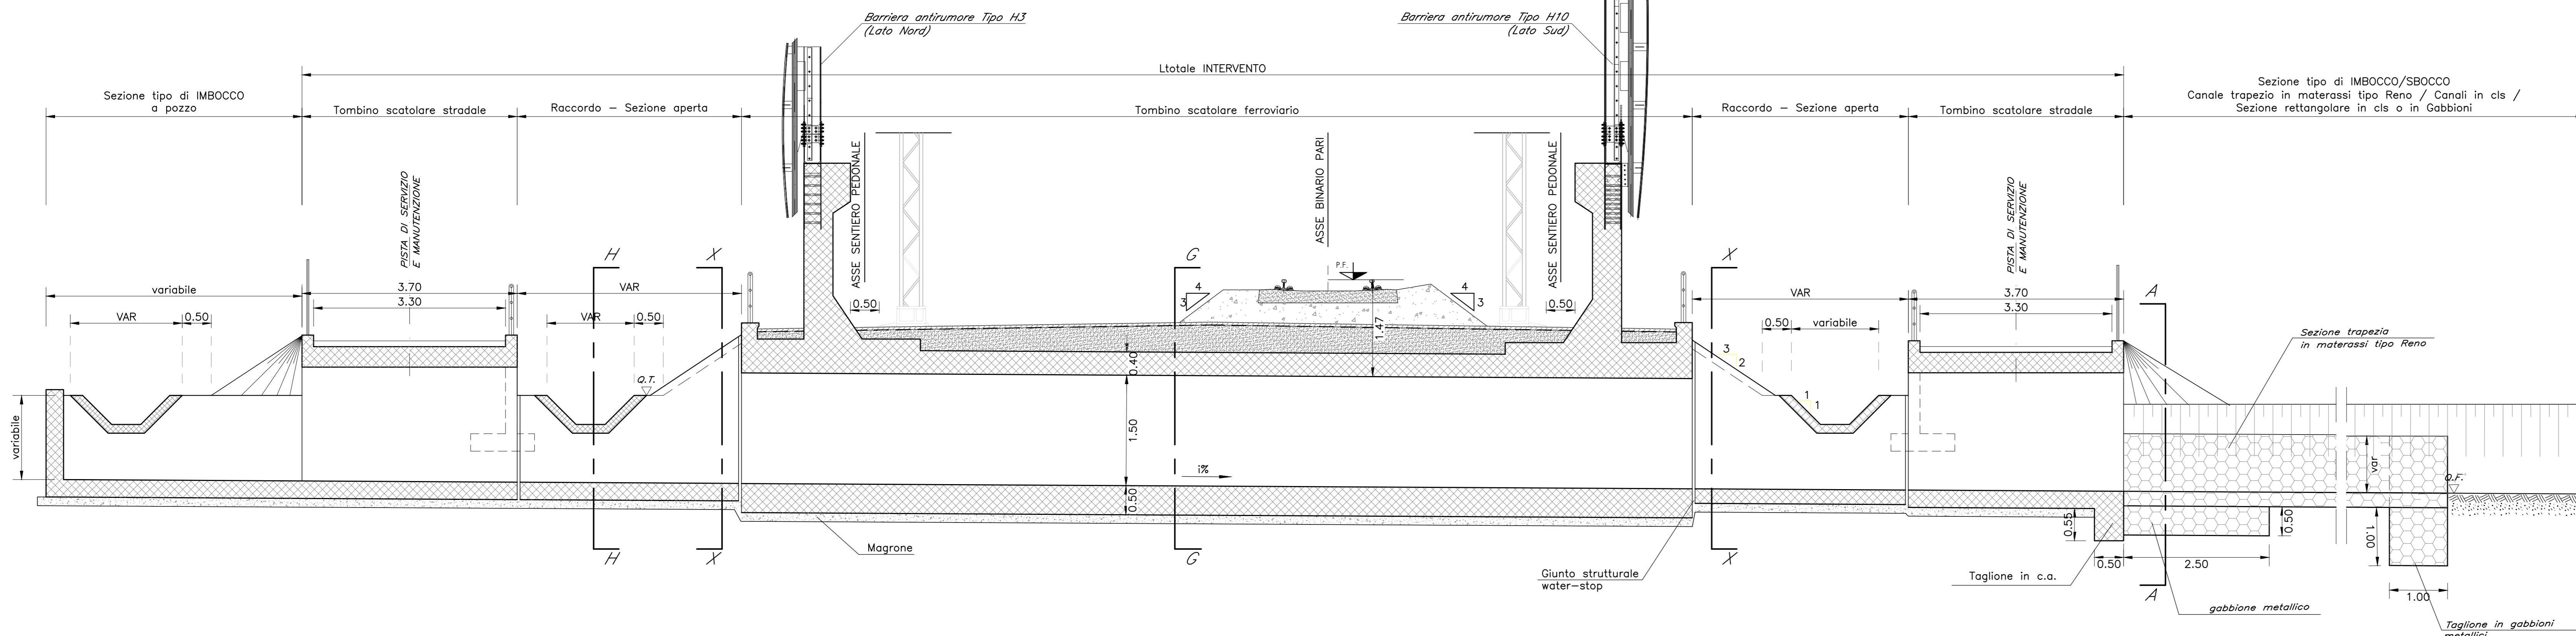 Barriera antirumore Tipo H3
(Lato Nord)
Barriera antirumore Tipo H10
(Lato Sud)
Ltotale INTERVENTO
Sezione tipo di IMBOCCO
a pozzo
Tombino scatolare stradale
Raccordo - Sezione aperta
Tombino scatolare ferroviario
Raccordo - Sezione aperta
Tombino scatolare stradale
Sezione tipo di IMBOCCO/SBOCCO
Canale trapezio in materassi tipo Reno / Canali in cls /
Sezione rettangolare in cls o in Gabbioni
PISTA DI SERVIZIO
E MANUTENZIONE
ASSE SENTIERO PEDONALE
ASSE BINARIO PARI
ASSE SENTIERO PEDONALE
PISTA DI SERVIZIO
E MANUTENZIONE
H
X
G
P.F.
X
A
variabile
3.70
3.30
VAR
VAR
0.50
VAR
0.50
0.50
4
3
4
3
0.50
1.47
VAR
0.50
variabile
3.70
3.30
Sezione trapezia
in materassi tipo Reno
Q.T.
3
2
1
1
variabile
0.40
1.50
i%
0.50
var
Q.F.
0.55
0.50
1.00
0.50
2.50
1.00
H
X
G
X
A
Magrone
Giunto strutturale
water-stop
Taglione in c.a.
gabbione metallico
Taglione in gabbioni
metallici